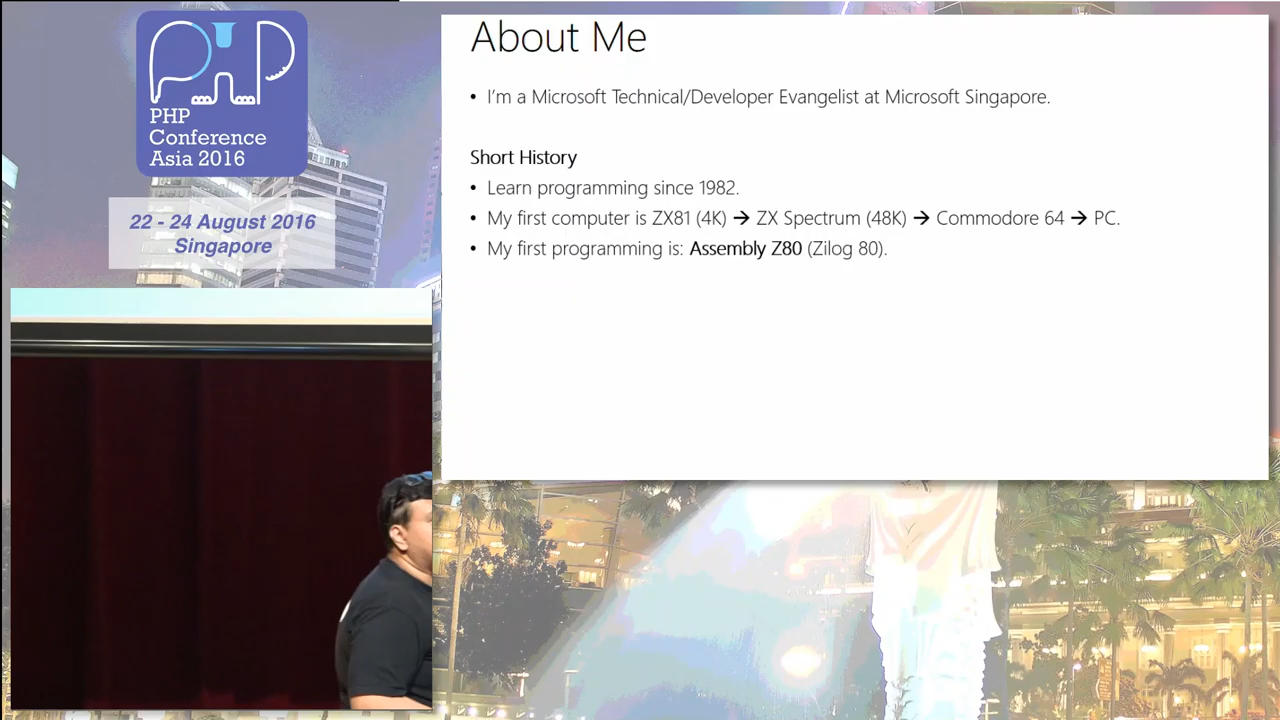 PHP
Conference
Asia 2016
22 - 24 August 2016
Singapore
About Me
• I'm a Microsoft Technical/Developer Evangelist at Microsoft Singapore.
Short History
• Learn programming since 1982.
• My first computer is ZX81 (4K) → ZX Spectrum (48K) → Commodore 64 → PC.
• My first programming is: Assembly Z80 (Zilog 80).